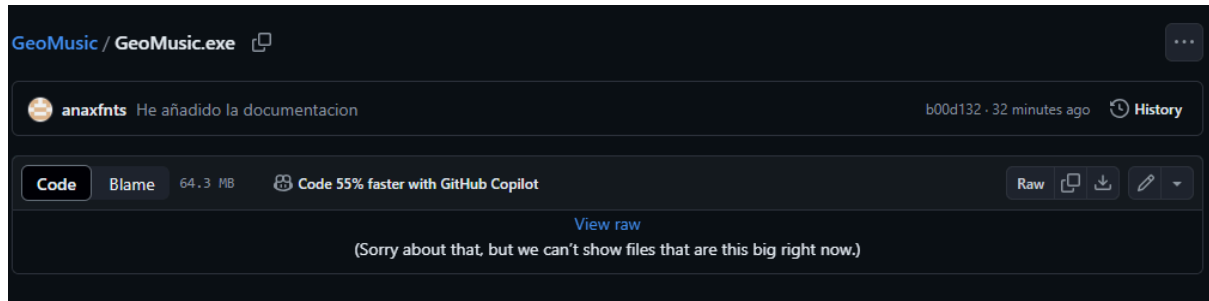 GeoMusic / GeoMusic.exe
anaxfnts He añadido la documentacion b00d132 · 32 minutes ago History
Code Blame 64.3 MB Code 55% faster with GitHub Copilot Raw
View raw
(Sorry about that, but we can't show files that are this big right now.)